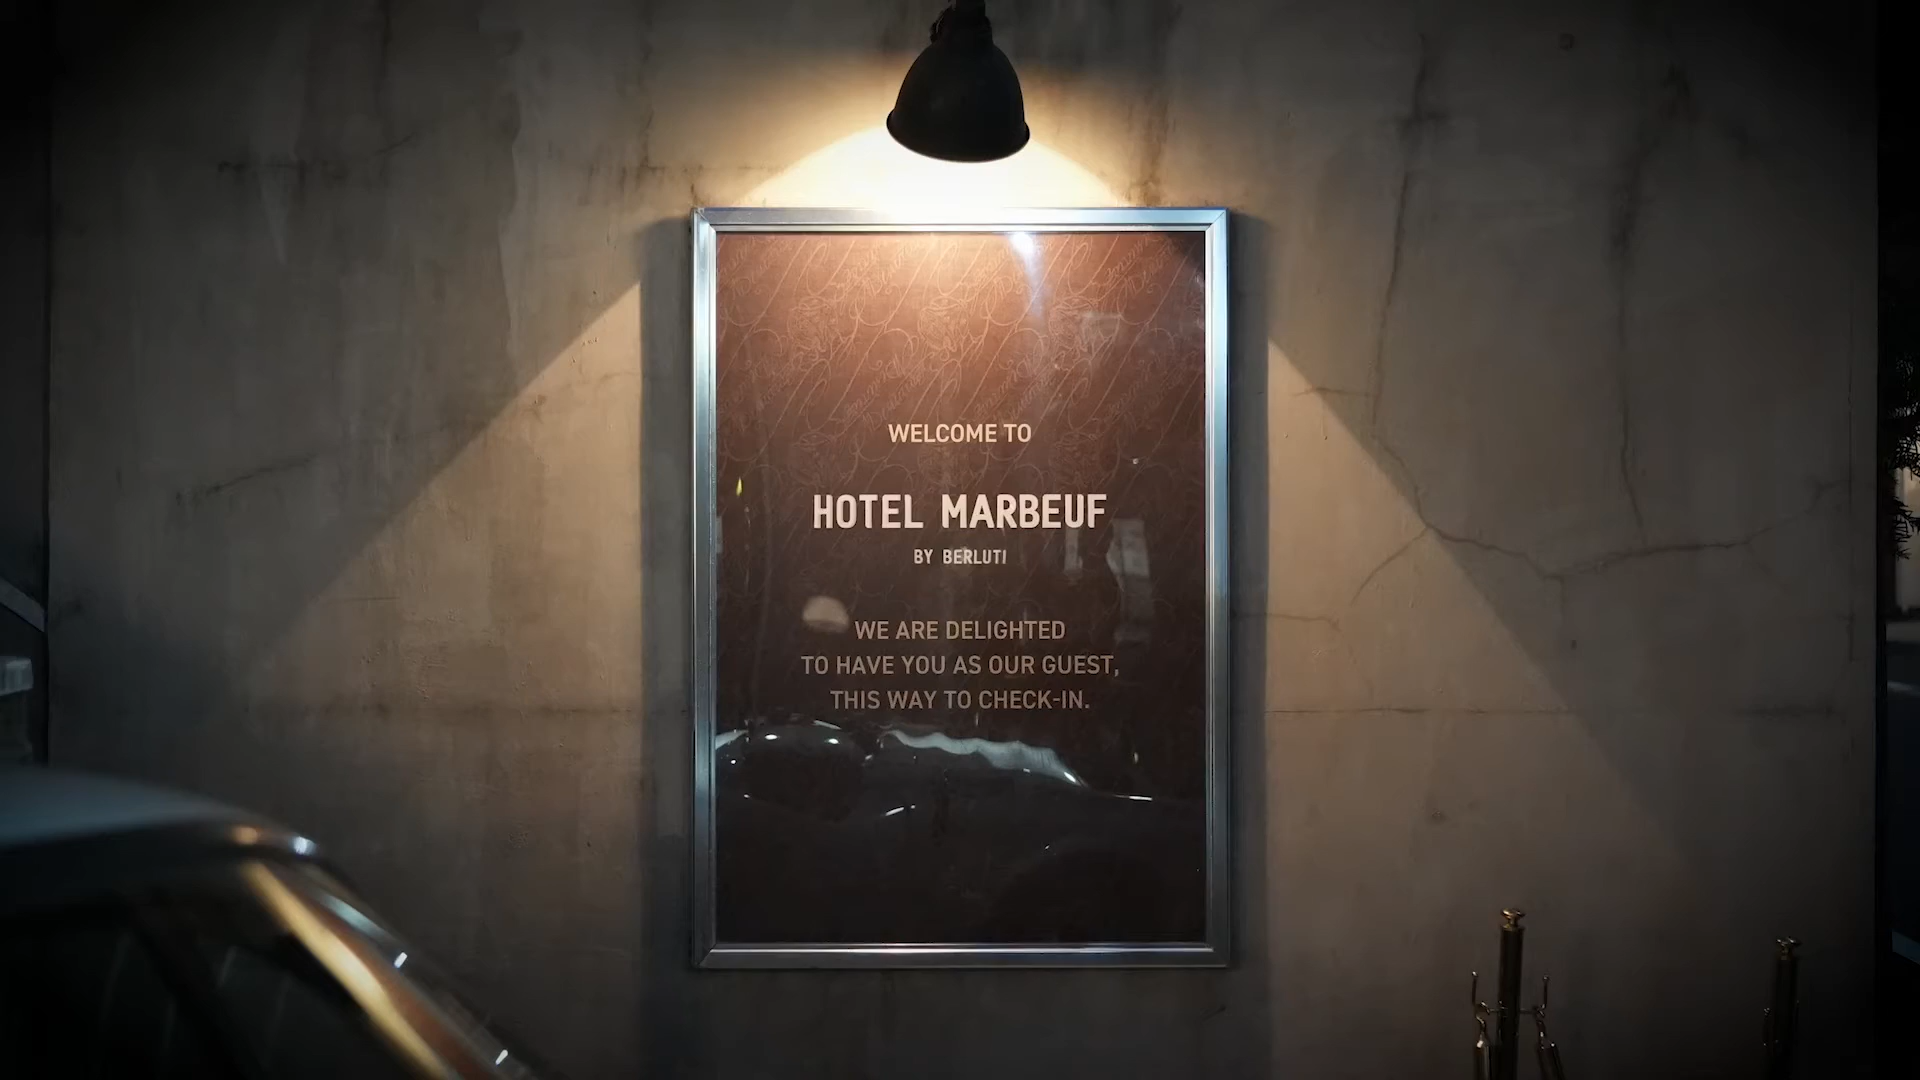 WELCOME TO
HOTEL MARBEUF
BY BERLUTI
WE ARE DELIGHTED
TO HAVE YOU AS OUR GUEST,
THIS WAY TO CHECK-IN.